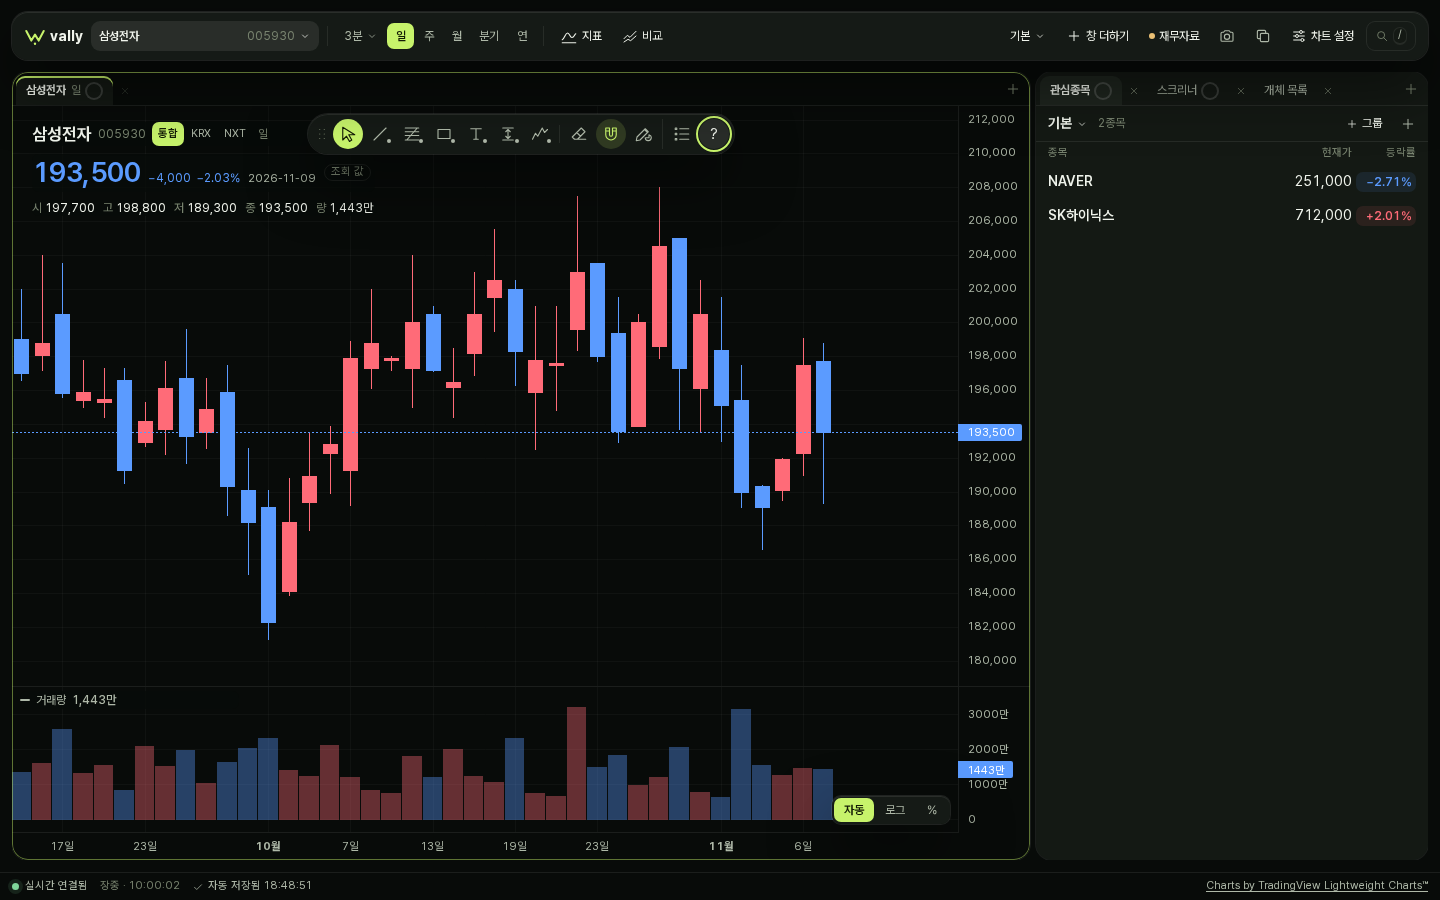 vally 삼성전자 005930 3분 일 주 월 분기 연 지표 비교 기본 창 더하기 재무자료 차트 설정 /
삼성전자 일
관심종목 스크리너 개체 목록
삼성전자 005930 통합 KRX NXT 일
?
193,500 −4,000 −2.03% 2026-11-09 조회 값
시 197,700 고 198,800 저 189,300 종 193,500 량 1,443만
212,000
210,000
208,000
206,000
204,000
202,000
200,000
198,000
196,000
193,500
192,000
190,000
188,000
186,000
184,000
182,000
180,000
거래량 1,443만
3000만
2000만
1443만
1000만
0
자동 로그 %
17일 23일 10월 7일 13일 19일 23일 11월 6일
기본 2종목 그룹
종목 현재가 등락률
NAVER 251,000 −2.71%
SK하이닉스 712,000 +2.01%
실시간 연결됨 장중 · 10:00:02 자동 저장됨 18:48:51
Charts by TradingView Lightweight Charts™